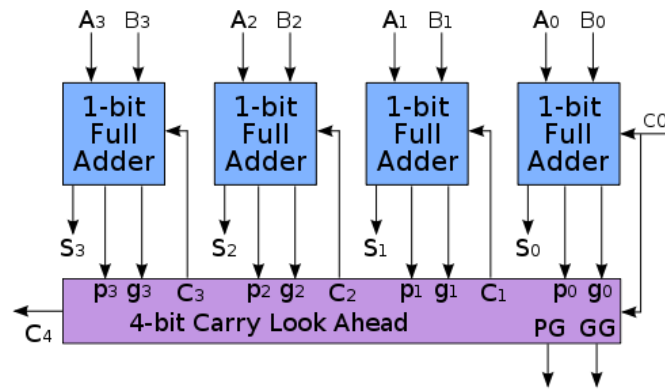 A3 B3 A2 B2 A1 B1 A0 B0
1-bit 1-bit 1-bit 1-bit
Full Full Full Full C0
Adder Adder Adder Adder
S3 S2 S1 S0
p3 g3 C3 p2 g2 C2 p1 g1 C1 p0 g0
4-bit Carry Look Ahead PG GG
C4